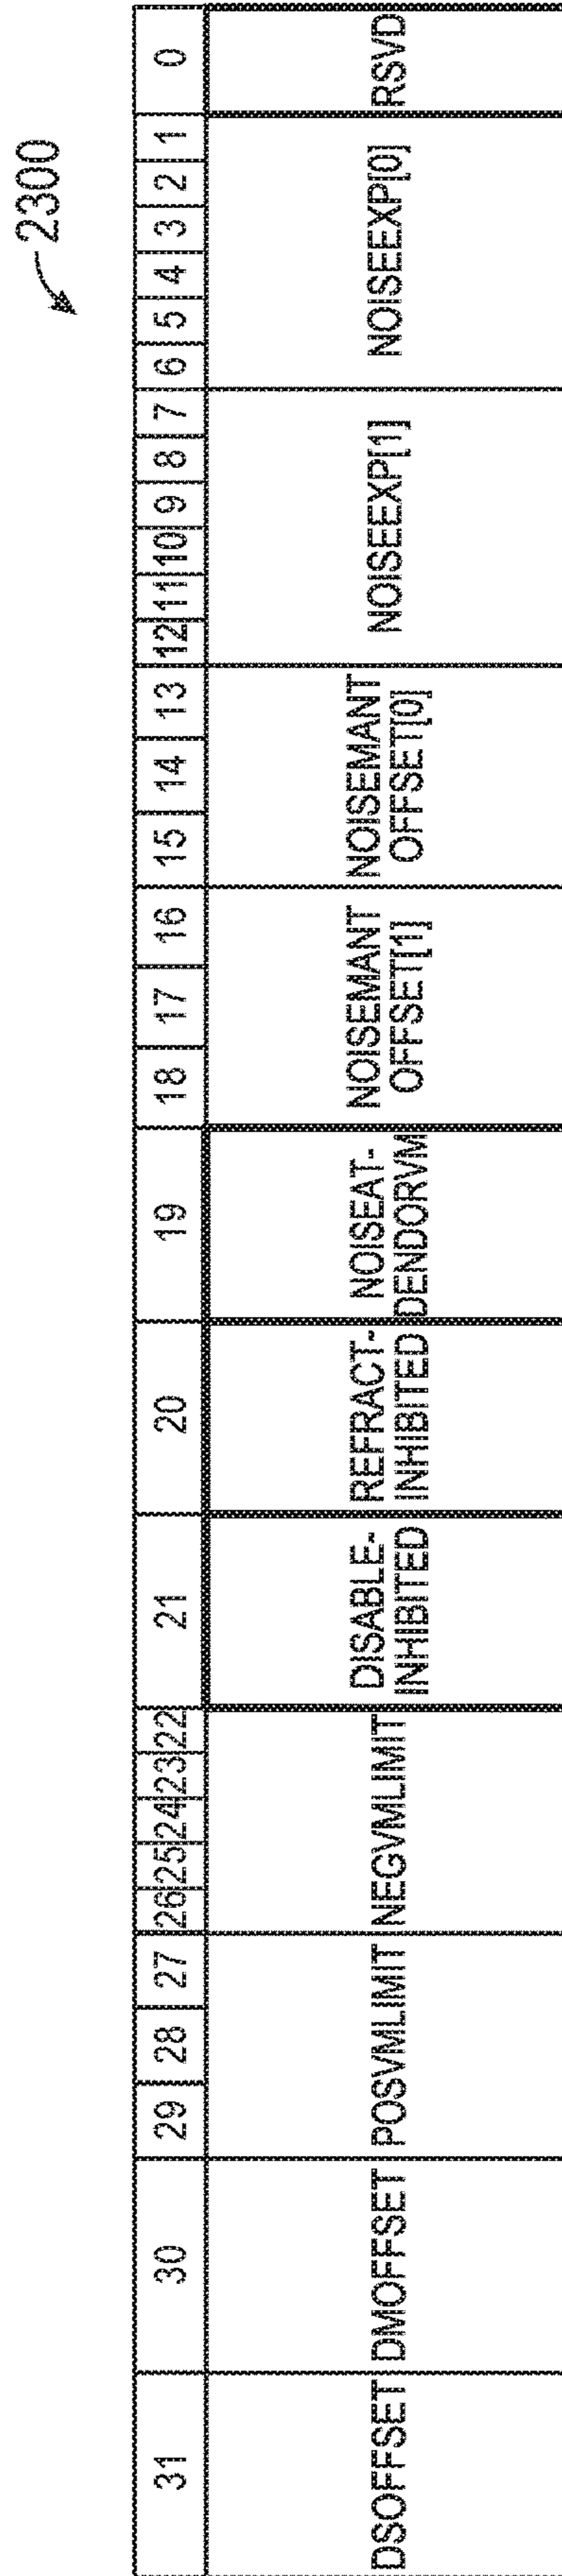 2300
31 30 29 28 27 26 25 24 23 22 21 20 19 18 17 16 15 14 13 12 11 10 9 8 7 6 5 4 3 2 1 0
DSOFFSET
DMOFFSET
POSVMLIMIT
NEGVMLIMIT
DISABLE-
INHIBITED
REFRACT-
INHIBITED
NOISEAT-
DENDORVM
NOISEMANT
OFFSET[1]
NOISEMANT
OFFSET[0]
NOISEEXP[1]
NOISEEXP[0]
RSVD